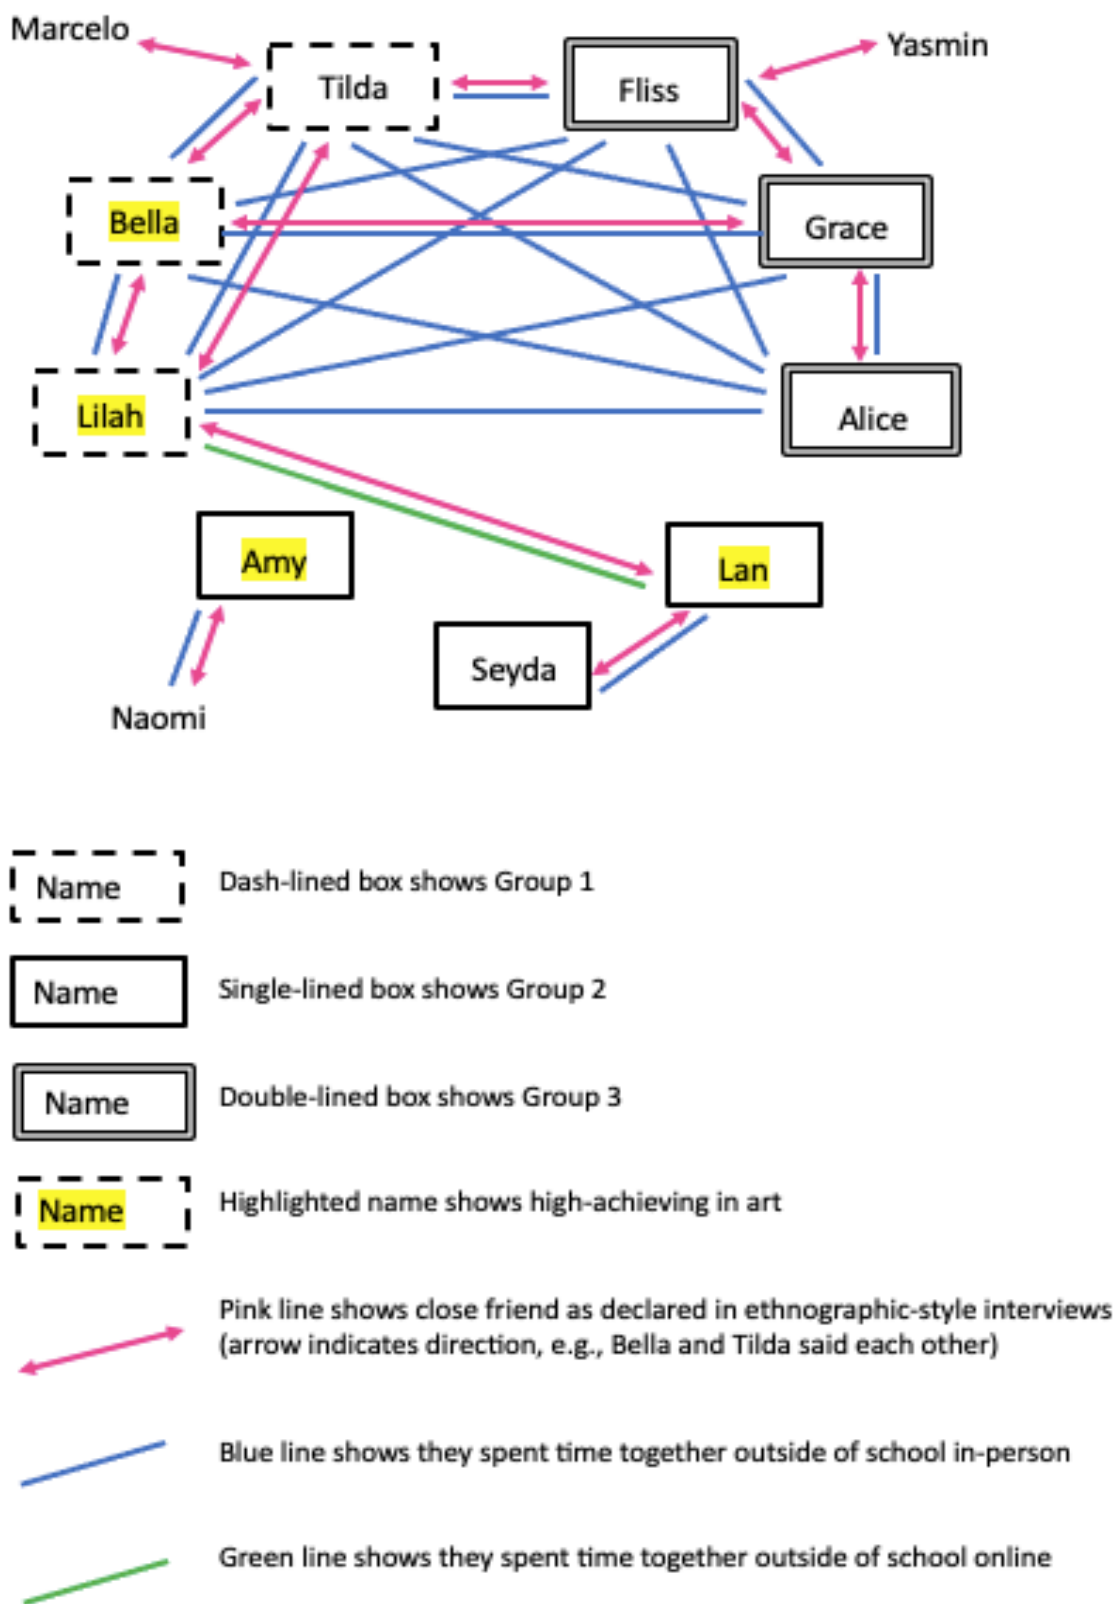 Marcelo
Yasmin
Tilda
Fliss
Bella
Grace
Lilah
Alice
Amy
Lan
Seyda
Naomi
Name
Dash-lined box shows Group 1
Name
Single-lined box shows Group 2
Name
Double-lined box shows Group 3
Name
Highlighted name shows high-achieving in art
Pink line shows close friend as declared in ethnographic-style interviews
(arrow indicates direction, e.g., Bella and Tilda said each other)
Blue line shows they spent time together outside of school in-person
Green line shows they spent time together outside of school online